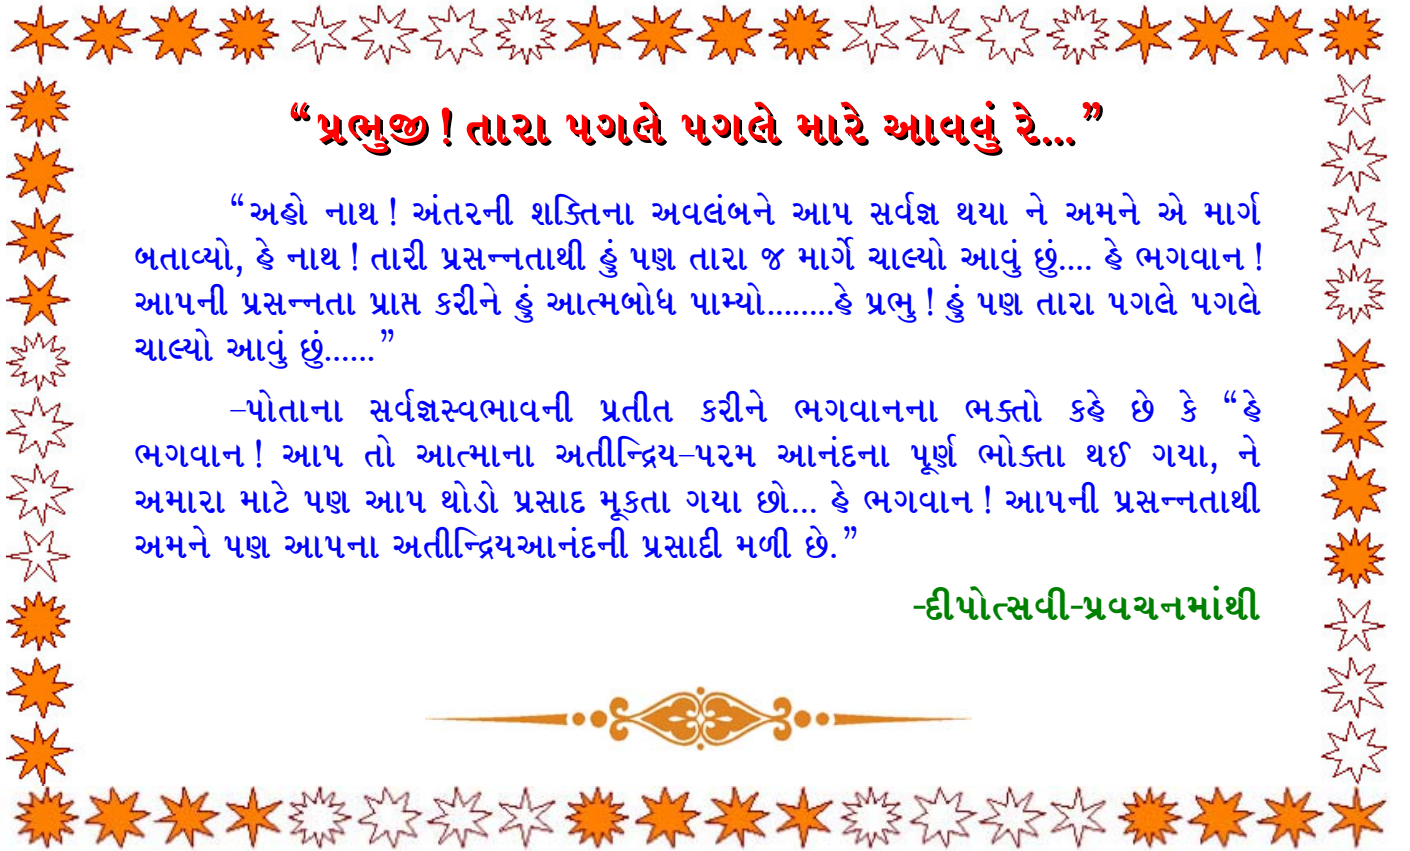 “પ્રભુજી ! તારા પગલે પગલે મારે આવવું રે...”
“અહો નાથ ! અંતરની શક્તિના અવલંબને આપ સર્વજ્ઞ થયા ને અમને એ માર્ગ
બતાવ્યો, હે નાથ ! તારી પ્રસન્નતાથી હું પણ તારા જ માર્ગે ચાલ્યો આવું છું.... હે ભગવાન !
આપની પ્રસન્નતા પ્રાપ્ત કરીને હું આત્મબોધ પામ્યો........હે પ્રભુ ! હું પણ તારા પગલે પગલે
ચાલ્યો આવું છું......”
–પોતાના સર્વજ્ઞસ્વભાવની પ્રતીત કરીને ભગવાનના ભક્તો કહે છે કે “હે
ભગવાન ! આપ તો આત્માના અતીન્દ્રિય–પરમ આનંદના પૂર્ણ ભોક્તા થઈ ગયા, ને
અમારા માટે પણ આપ થોડો પ્રસાદ મૂકતા ગયા છો... હે ભગવાન ! આપની પ્રસન્નતાથી
અમને પણ આપના અતીન્દ્રિયઆનંદની પ્રસાદી મળી છે.”
-દીપોત્સવી-પ્રવચનમાંથી